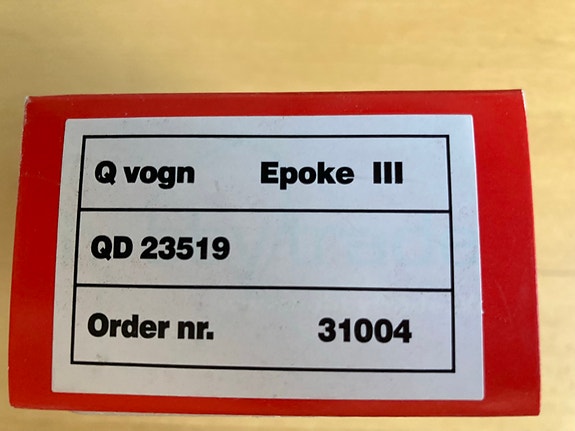 Q vogn Epoke III
QD 23519
Order nr. 31004